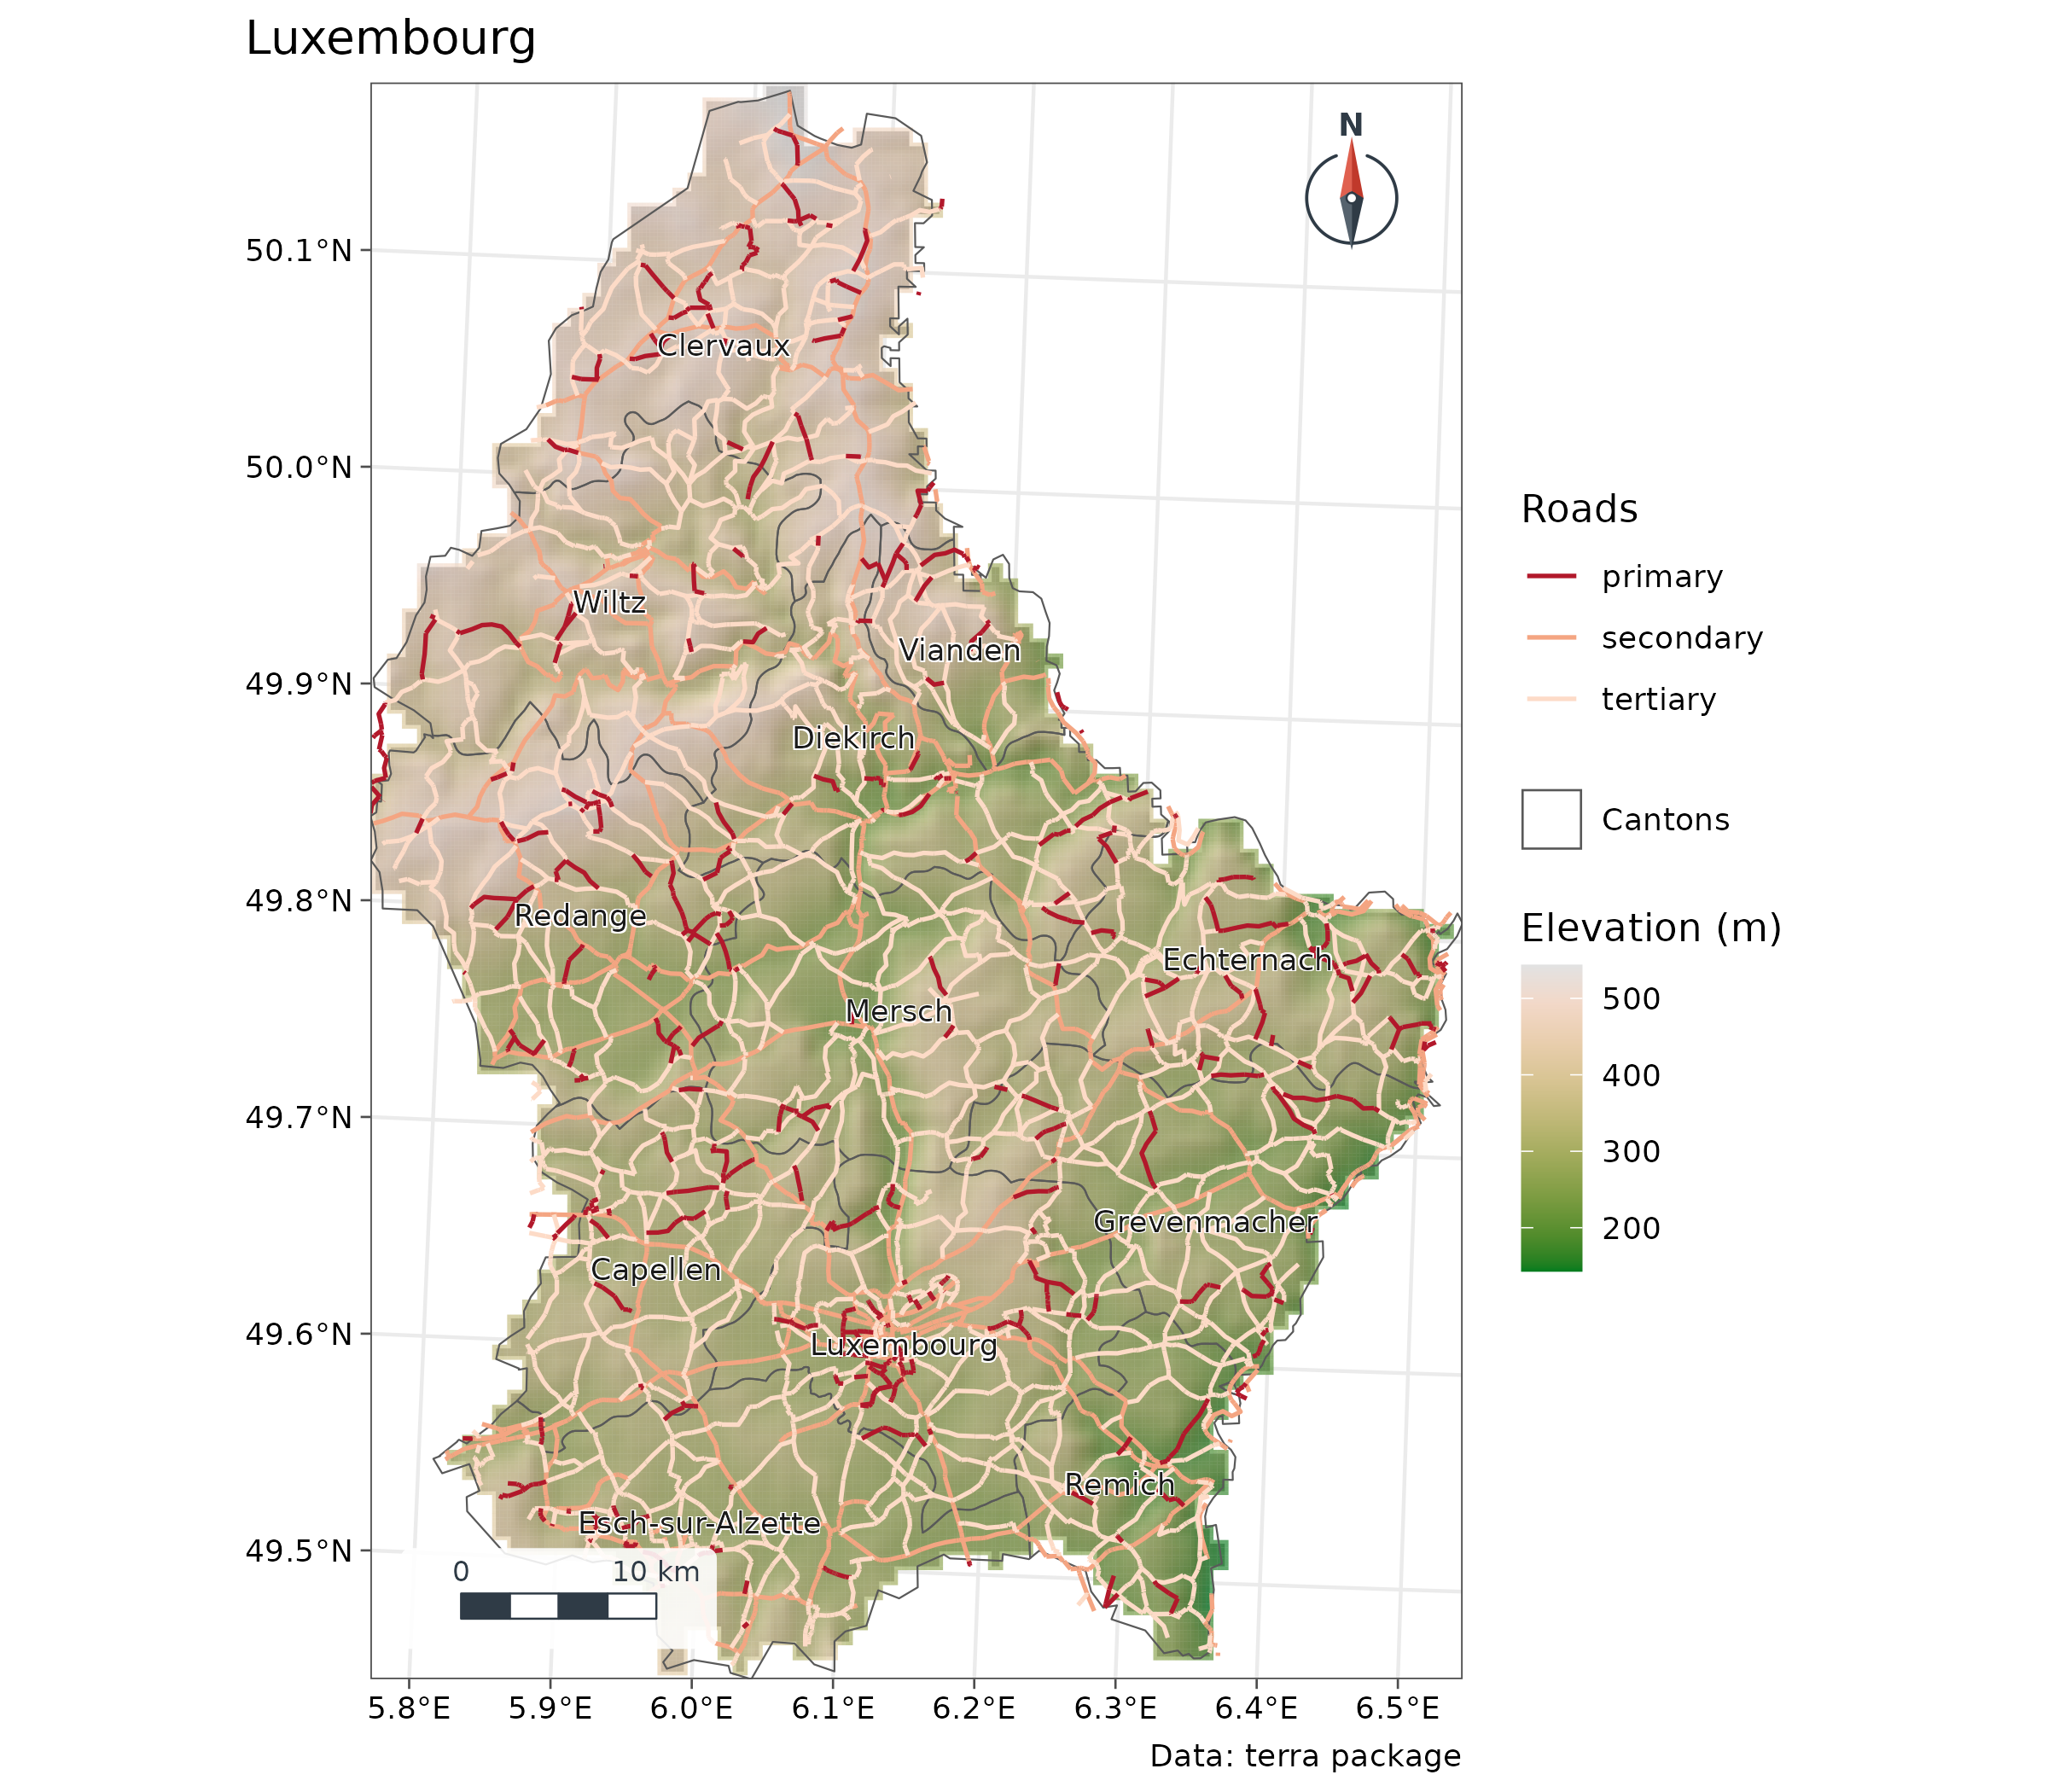 Luxembourg
N
50.1°N
50.0°N
49.9°N
49.8°N
49.7°N
49.6°N
49.5°N
Clervaux
Wiltz
Vianden
Diekirch
Redange
Echternach
Mersch
Grevenmacher
Capellen
Luxembourg
Remich
Esch-sur-Alzette
0 10 km
5.8°E 5.9°E 6.0°E 6.1°E 6.2°E 6.3°E 6.4°E 6.5°E
Data: terra package
Roads
primary
secondary
tertiary
Cantons
Elevation (m)
500
400
300
200